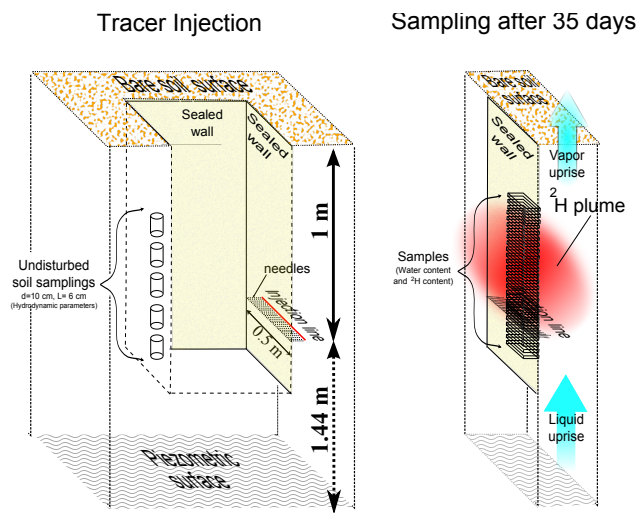 Tracer Injection
Bare soil surface
Sealed
wall
Sealed
wall
1 m
Undisturbed
soil samplings
d=10 cm, L= 6 cm
(Hydrodynamic parameters)
needles
injection line
0.5 m
1.44 m
Piezometric
surface
Sampling after 35 days
Bare soil
surface
Sealed
wall
Vapor
uprise
2
H plume
Samples
(Water content
and ²H content)
Liquid
uprise